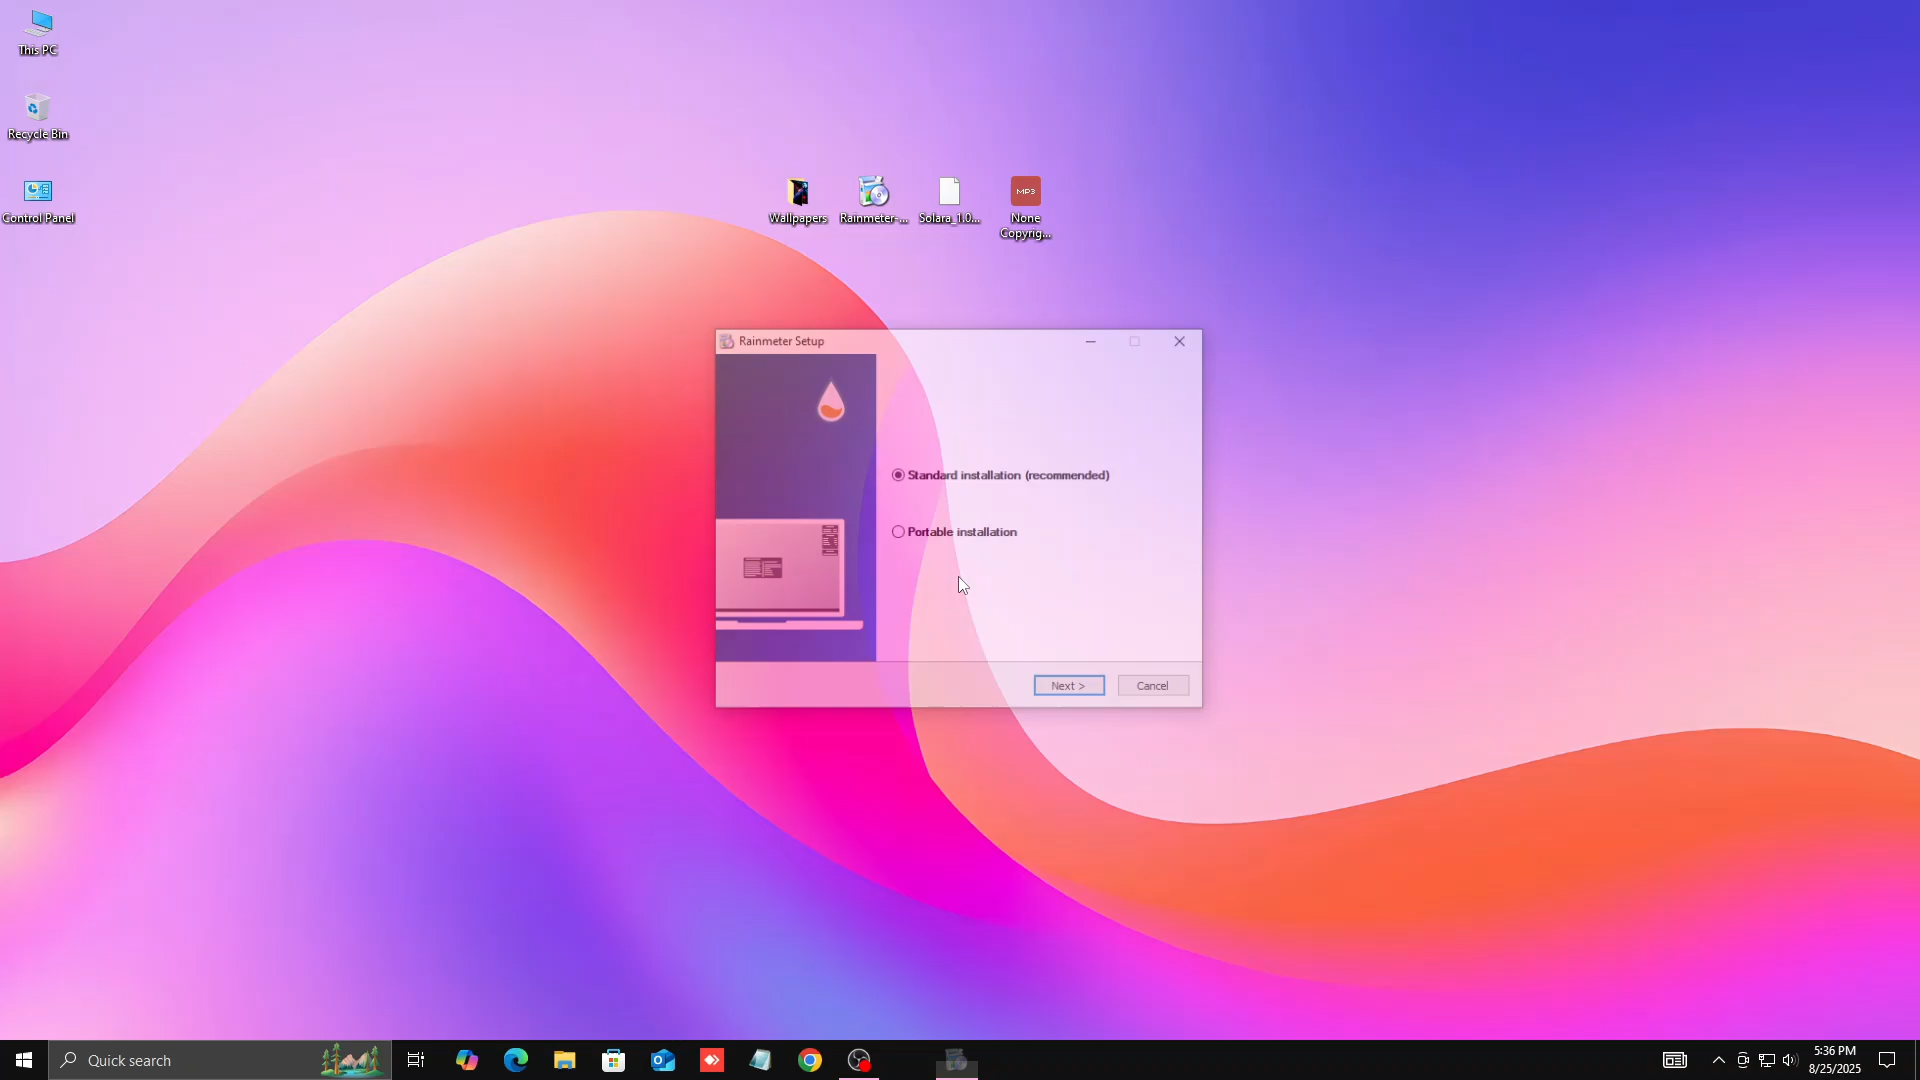 This PC
Recycle Bin
Control Panel
Wallpapers
Rainmeter-...
Solara_1.0...
MP3
None
Copyrig...
Rainmeter Setup
Standard installation (recommended)
Portable installation
Next >
Cancel
Quick search
5:36 PM
8/25/2025